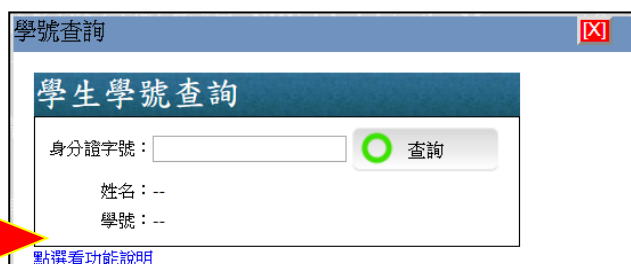 學號查詢 [X]
學生學號查詢
身分證字號： 查詢
姓名：--
學號：--
點選看功能說明